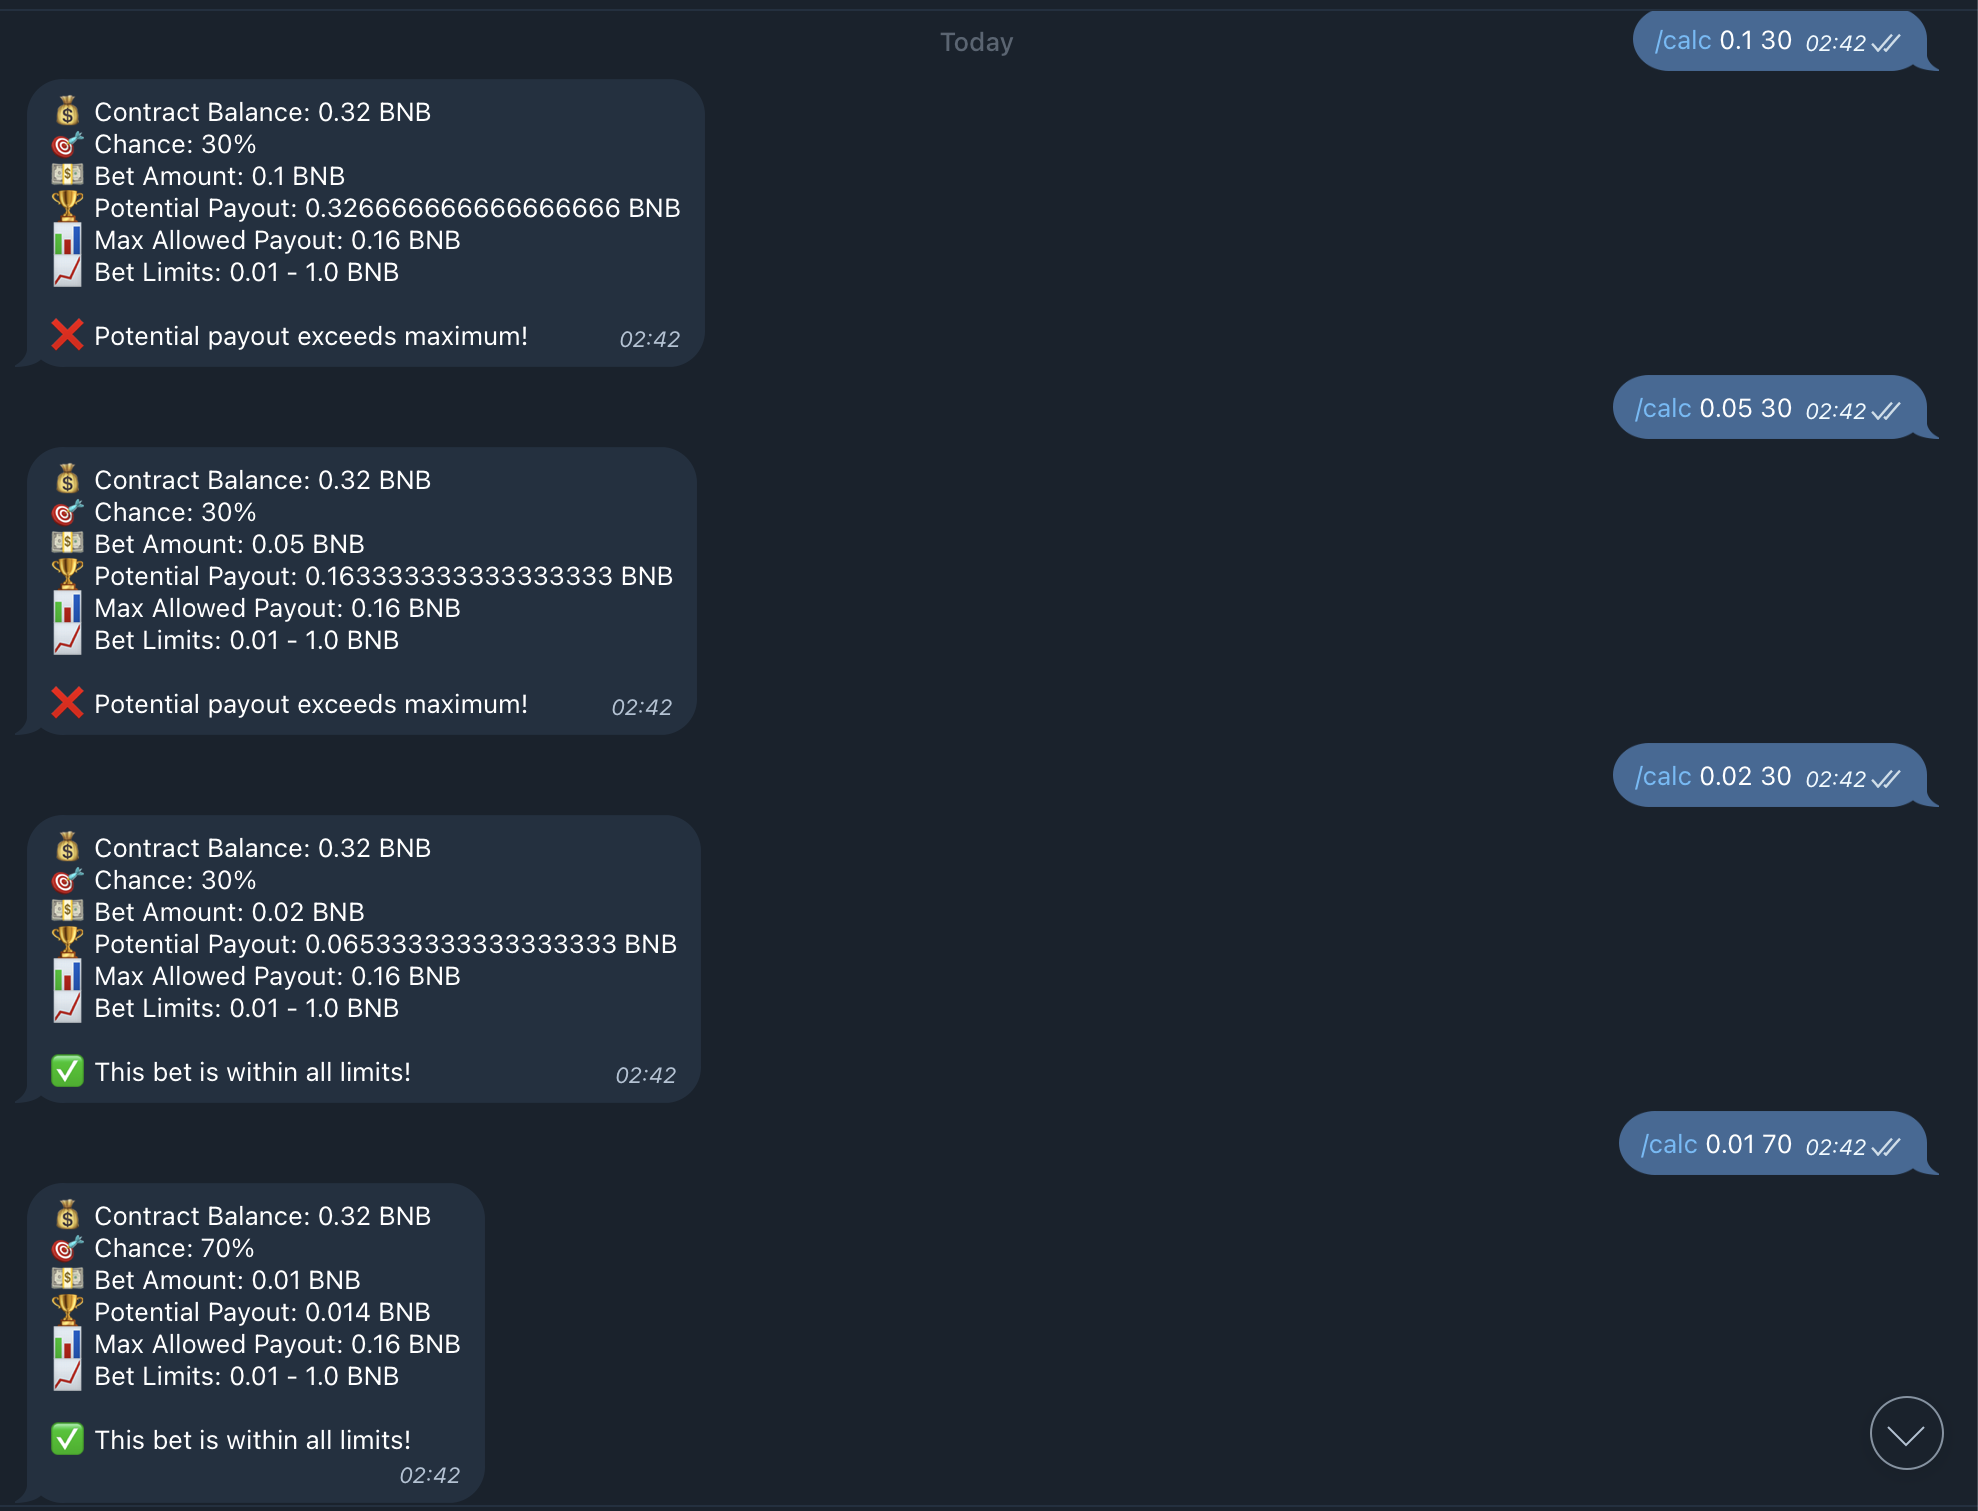 Today
/calc 0.1 30 02:42
Contract Balance: 0.32 BNB
Chance: 30%
Bet Amount: 0.1 BNB
Potential Payout: 0.326666666666666666 BNB
Max Allowed Payout: 0.16 BNB
Bet Limits: 0.01 - 1.0 BNB
Potential payout exceeds maximum! 02:42
/calc 0.05 30 02:42
Contract Balance: 0.32 BNB
Chance: 30%
Bet Amount: 0.05 BNB
Potential Payout: 0.163333333333333333 BNB
Max Allowed Payout: 0.16 BNB
Bet Limits: 0.01 - 1.0 BNB
Potential payout exceeds maximum! 02:42
/calc 0.02 30 02:42
Contract Balance: 0.32 BNB
Chance: 30%
Bet Amount: 0.02 BNB
Potential Payout: 0.065333333333333333 BNB
Max Allowed Payout: 0.16 BNB
Bet Limits: 0.01 - 1.0 BNB
This bet is within all limits! 02:42
/calc 0.01 70 02:42
Contract Balance: 0.32 BNB
Chance: 70%
Bet Amount: 0.01 BNB
Potential Payout: 0.014 BNB
Max Allowed Payout: 0.16 BNB
Bet Limits: 0.01 - 1.0 BNB
This bet is within all limits!
02:42